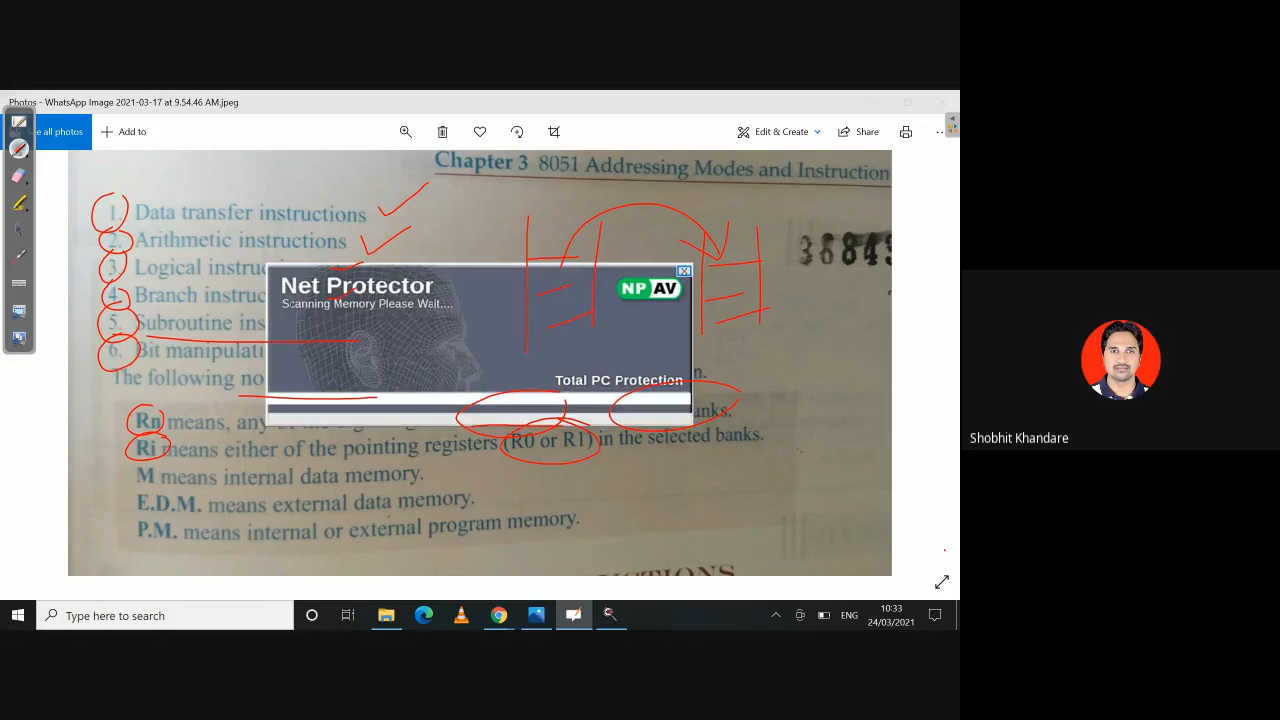 Photos - WhatsApp Image 2021-03-17 at 9.54.46 AM.jpeg
all photos
Add to
Edit & Create
Share
Chapter 3 8051 Addressing Modes and Instruction
1. Data transfer instructions
2. Arithmetic instructions
3. Logical instruc
4. Branch instruc
5. Subroutine ins
6. Bit manipulati
The following no
n.
Net Protector
Scanning Memory Please Wait....
NP AV
Total PC Protection
Rn means, any
anks,
Ri means either of the pointing registers (R0 or R1) in the selected banks.
M means internal data memory.
E.D.M. means external data memory.
P.M. means internal or external program memory.
Shobhit Khandare
Type here to search
ENG
10:33
24/03/2021